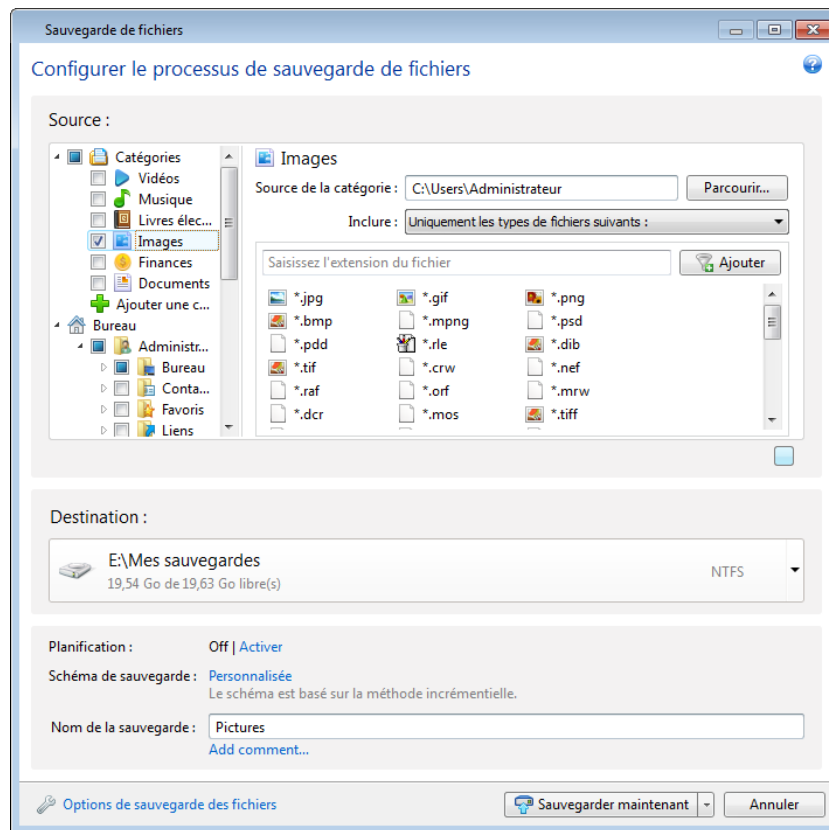 Sauvegarde de fichiers
Configurer le processus de sauvegarde de fichiers
Source :
Catégories
Vidéos
Musique
Livres élec...
Images
Finances
Documents
Ajouter une c...
Bureau
Administr...
Bureau
Conta...
Favoris
Liens
Images
Source de la catégorie : C:\Users\Administrateur Parcourir...
Inclure : Uniquement les types de fichiers suivants :
Saisissez l'extension du fichier Ajouter
*.jpg *.gif *.png
*.bmp *.mpng *.psd
*.pdd *.rle *.dib
*.tif *.crw *.nef
*.raf *.orf *.mrw
*.dcr *.mos *.tiff
Destination :
E:\Mes sauvegardes
19,54 Go de 19,63 Go libre(s)
NTFS
Planification : Off | Activer
Schéma de sauvegarde : Personnalisée
Le schéma est basé sur la méthode incrémentielle.
Nom de la sauvegarde : Pictures
Add comment...
Options de sauvegarde des fichiers Sauvegarder maintenant Annuler